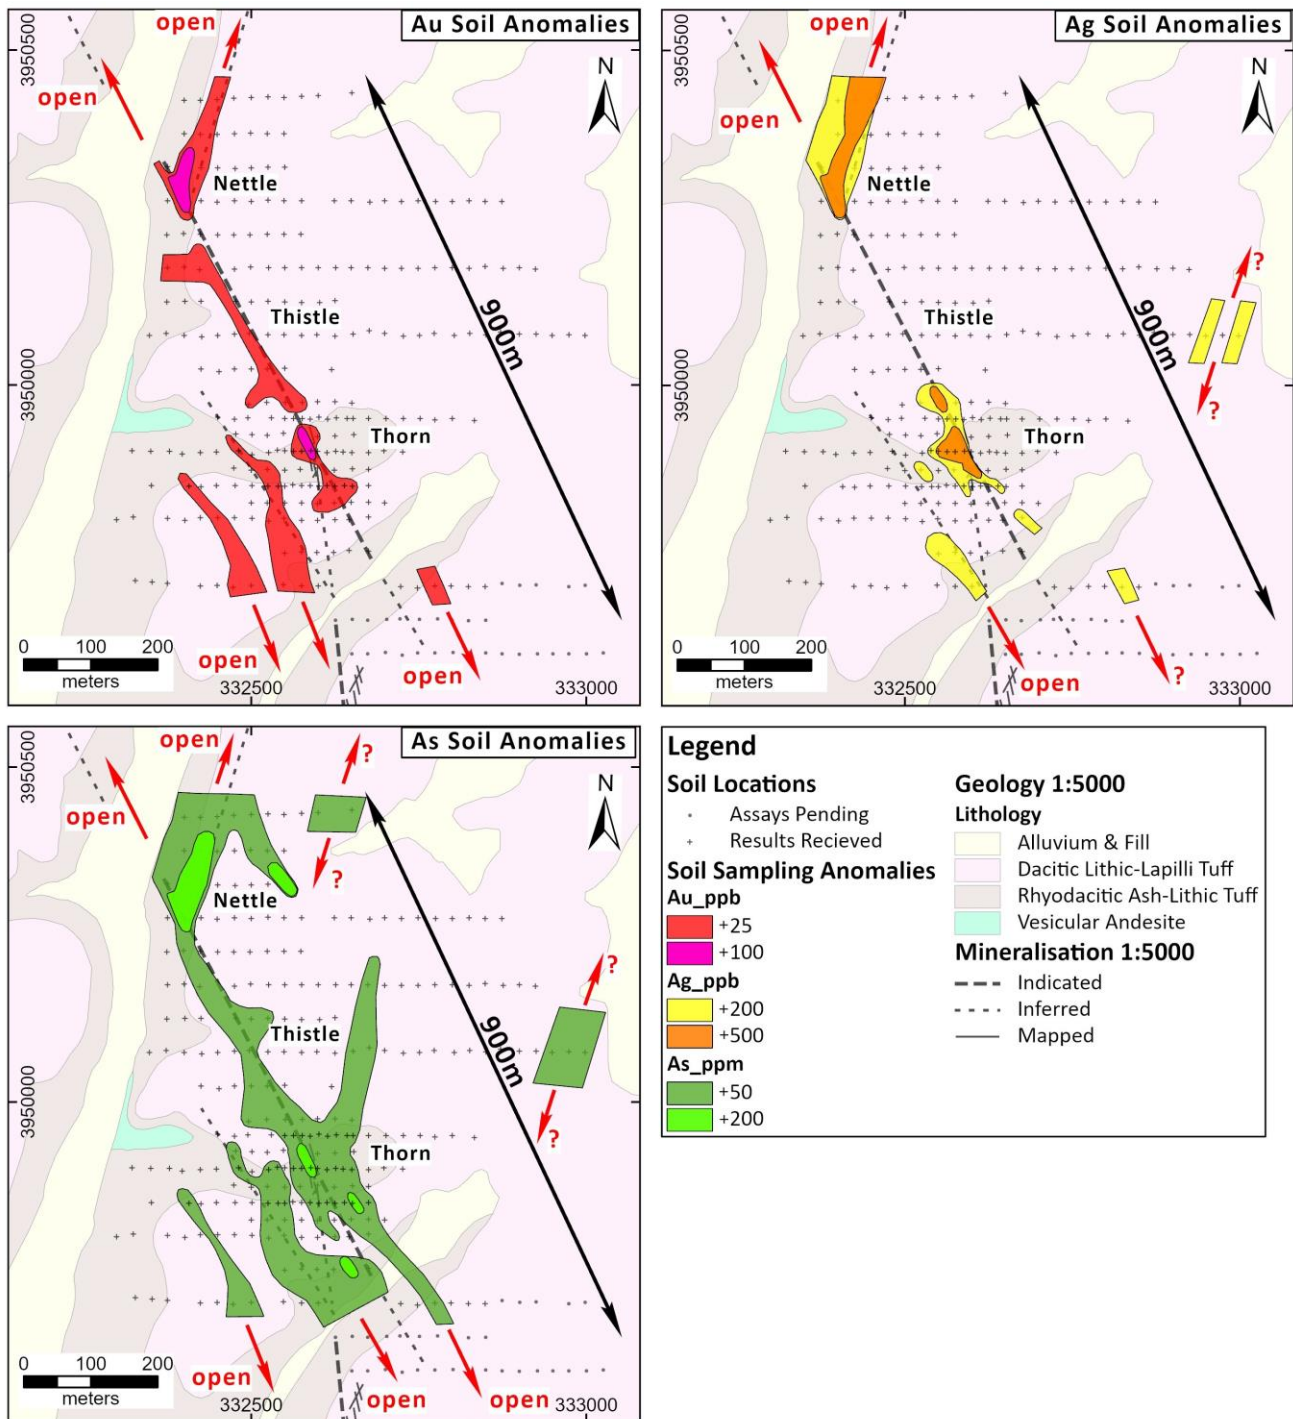 Au Soil Anomalies
open
open
3950500
N
Nettle
900m
Thistle
3950000
Thorn
0 100 200
meters
open
open
332500
333000
Ag Soil Anomalies
open
open
3950500
N
Nettle
?
900m
Thistle
3950000
?
Thorn
0 100 200
meters
?
open
332500
333000
As Soil Anomalies
open
?
open
3950500
N
?
Nettle
?
900m
Thistle
3950000
?
Thorn
0 100 200
meters
open
open
open
332500
333000
Legend
Soil Locations
Assays Pending
Results Recieved
Soil Sampling Anomalies
Au_ppb
+25
+100
Ag_ppb
+200
+500
As_ppm
+50
+200
Geology 1:5000
Lithology
Alluvium & Fill
Dacitic Lithic-Lapilli Tuff
Rhyodacitic Ash-Lithic Tuff
Vesicular Andesite
Mineralisation 1:5000
Indicated
Inferred
Mapped